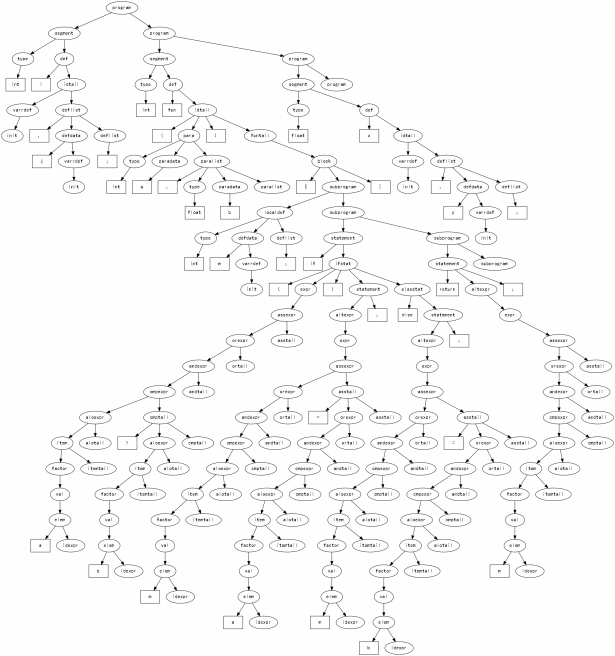 program
segment program
type def segment program
int i idtail type def segment program
vardef deflist int fun idtail type def
init , defdata deflist ( para ) funtail float x idtail
j vardef ; type paradata paralist block vardef deflist
init int a , type paradata paralist { subprogram } init , defdata deflist
float b localdef subprogram y vardef ;
type defdata deflist statement subprogram init
int m vardef ; if ifstat statement subprogram
init ( expr ) statement elsestat return altexpr ;
assexpr altexpr ; else statement expr
orexpr asstail expr altexpr ; assexpr
andexpr ortail assexpr expr orexpr asstail
cmpexpr andtail orexpr asstail assexpr andexpr ortail
aloexpr cmptail andexpr ortail = orexpr asstail orexpr asstail cmpexpr andtail
item alotail aloexpr cmptail cmpexpr andtail andexpr ortail andexpr ortail = orexpr asstail aloexpr cmptail
factor itemtail item alotail aloexpr cmptail cmpexpr andtail cmpexpr andtail andexpr ortail item alotail
val factor itemtail item alotail aloexpr cmptail aloexpr cmptail cmpexpr andtail factor itemtail
elem val factor itemtail item alotail item alotail aloexpr cmptail val
a idexpr elem val factor itemtail factor itemtail item alotail elem
b idexpr elem val val factor itemtail m idexpr
m idexpr elem elem val
a idexpr m idexpr elem
b idexpr